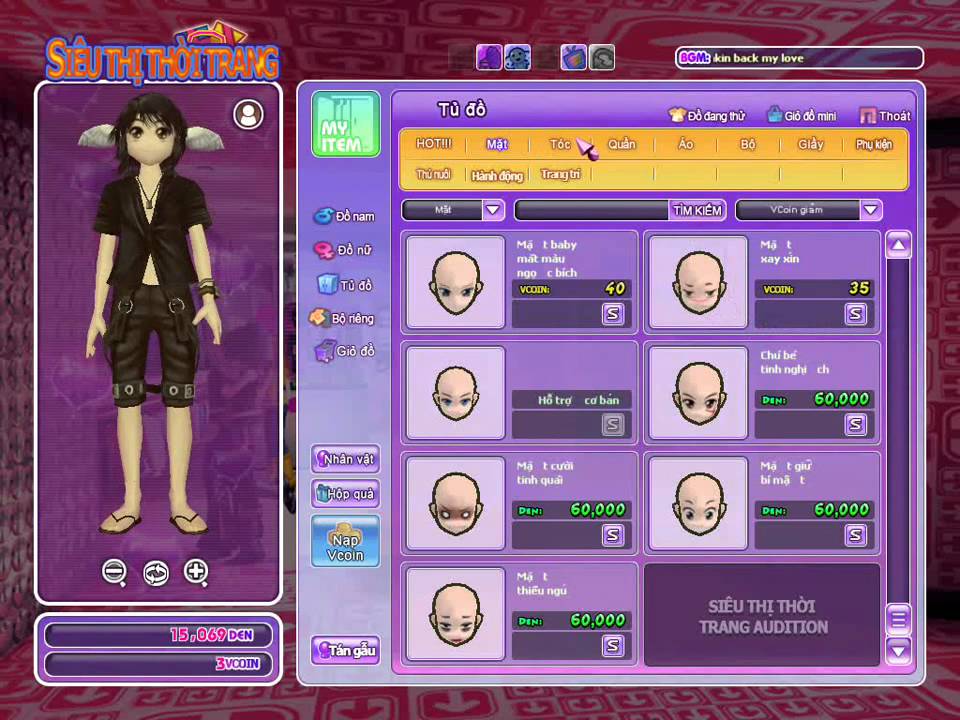 SIÊU THỊ THỜI TRANG
BGM: kin back my love
MY
ITEM
Tủ đồ
Đồ đang thử
Giỏ đồ mini
Thoát
HOT!!!
Mặt
Tóc
Quần
Áo
Bộ
Giầy
Phụ kiện
Thú nuôi
Hành động
Trang trí
Mặt
TÌM KIẾM
VCoin giảm
Đồ nam
Đồ nữ
Tủ đồ
Bộ riêng
Giỏ đồ
Mặ t baby
mắt màu
ngọ c bích
VCOIN: 40
S
Mặ t
xay xỉn
VCOIN: 35
S
Hỗ trợ cơ bản
S
Chú bé
tinh nghị ch
DEN: 60,000
S
Mặ t cười
tinh quái
DEN: 60,000
S
Mặ t giữ
bí mậ t
DEN: 60,000
S
Mặ t
thiểu ngủ
DEN: 60,000
S
SIÊU THỊ THỜI
TRANG AUDITION
Nhân vật
Hộp quà
Nạp
Vcoin
Tán gẫu
15,069 DEN
3 VCOIN